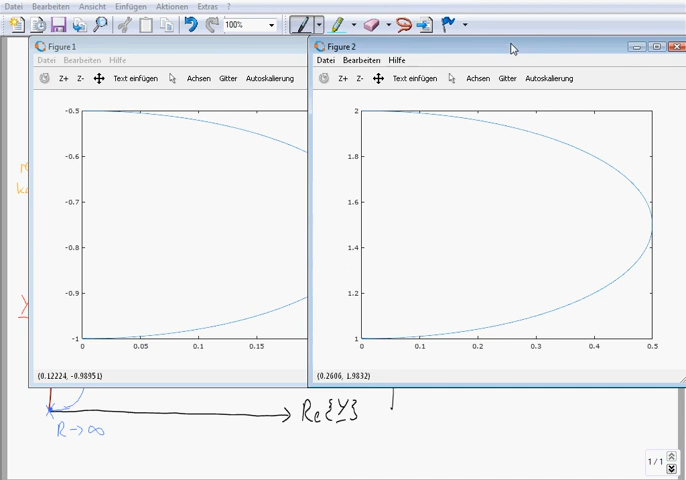 Datei Bearbeiten Ansicht Einfügen Aktionen Extras ?
100%
Figure 1
Datei Bearbeiten Hilfe
Z+ Z- Text einfügen Achsen Gitter Autoskalierung
-0.5
-0.6
-0.7
-0.8
-0.9
-1
0 0.05 0.1 0.15
(0.12224, -0.98951)
Figure 2
Datei Bearbeiten Hilfe
Z+ Z- Text einfügen Achsen Gitter Autoskalierung
2
1.8
1.6
1.4
1.2
1
0 0.1 0.2 0.3 0.4 0.5
(0.2606, 1.9832)
Re{Y}
R→∞
1/1